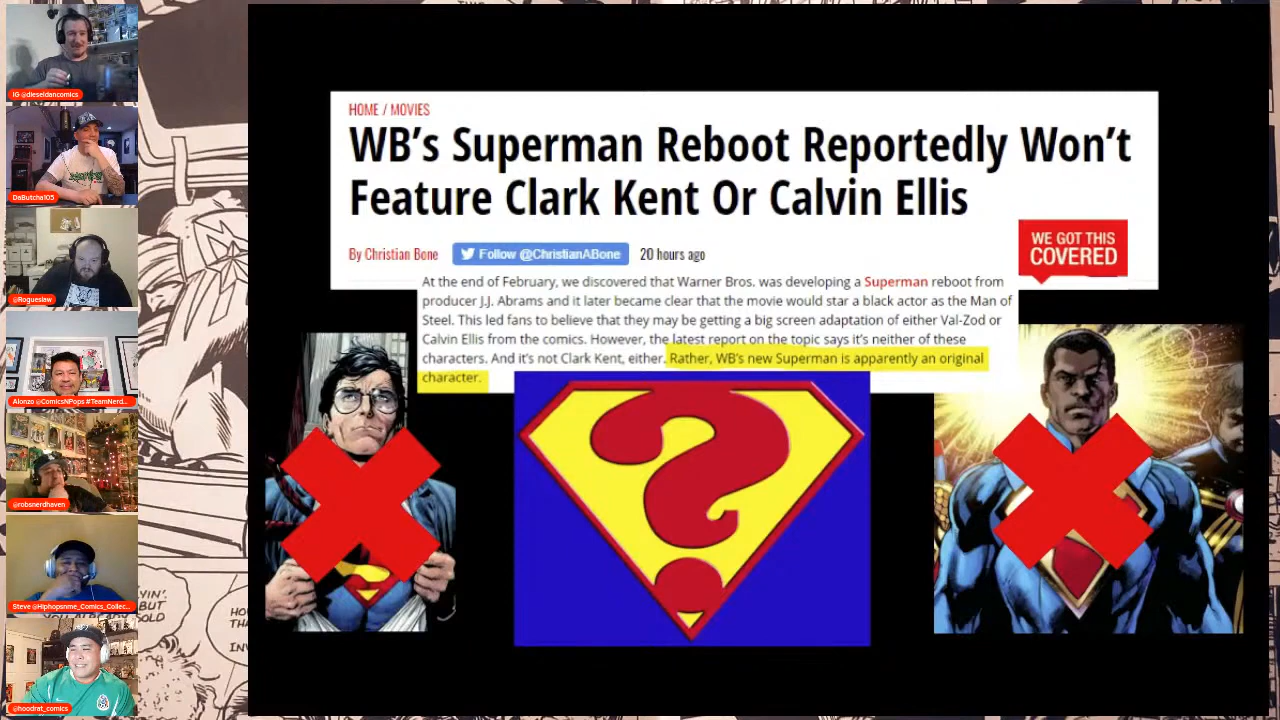 IG @dieseldancomics
DaButcha105
@Rogueslaw
Alonzo @ComicsNPops #TeamNerd...
@robsnerdhaven
Steve @Hiphopsnme_Comics_Collec...
@hoodrat_comics
HOME / MOVIES
WB's Superman Reboot Reportedly Won't
Feature Clark Kent Or Calvin Ellis
By Christian Bone
Follow @ChristianABone
20 hours ago
WE GOT THIS
COVERED
At the end of February, we discovered that Warner Bros. was developing a Superman reboot from
producer J.J. Abrams and it later became clear that the movie would star a black actor as the Man of
Steel. This led fans to believe that they may be getting a big screen adaptation of either Val-Zod or
Calvin Ellis from the comics. However, the latest report on the topic says it's neither of these
characters. And it's not Clark Kent, either. Rather, WB's new Superman is apparently an original
character.